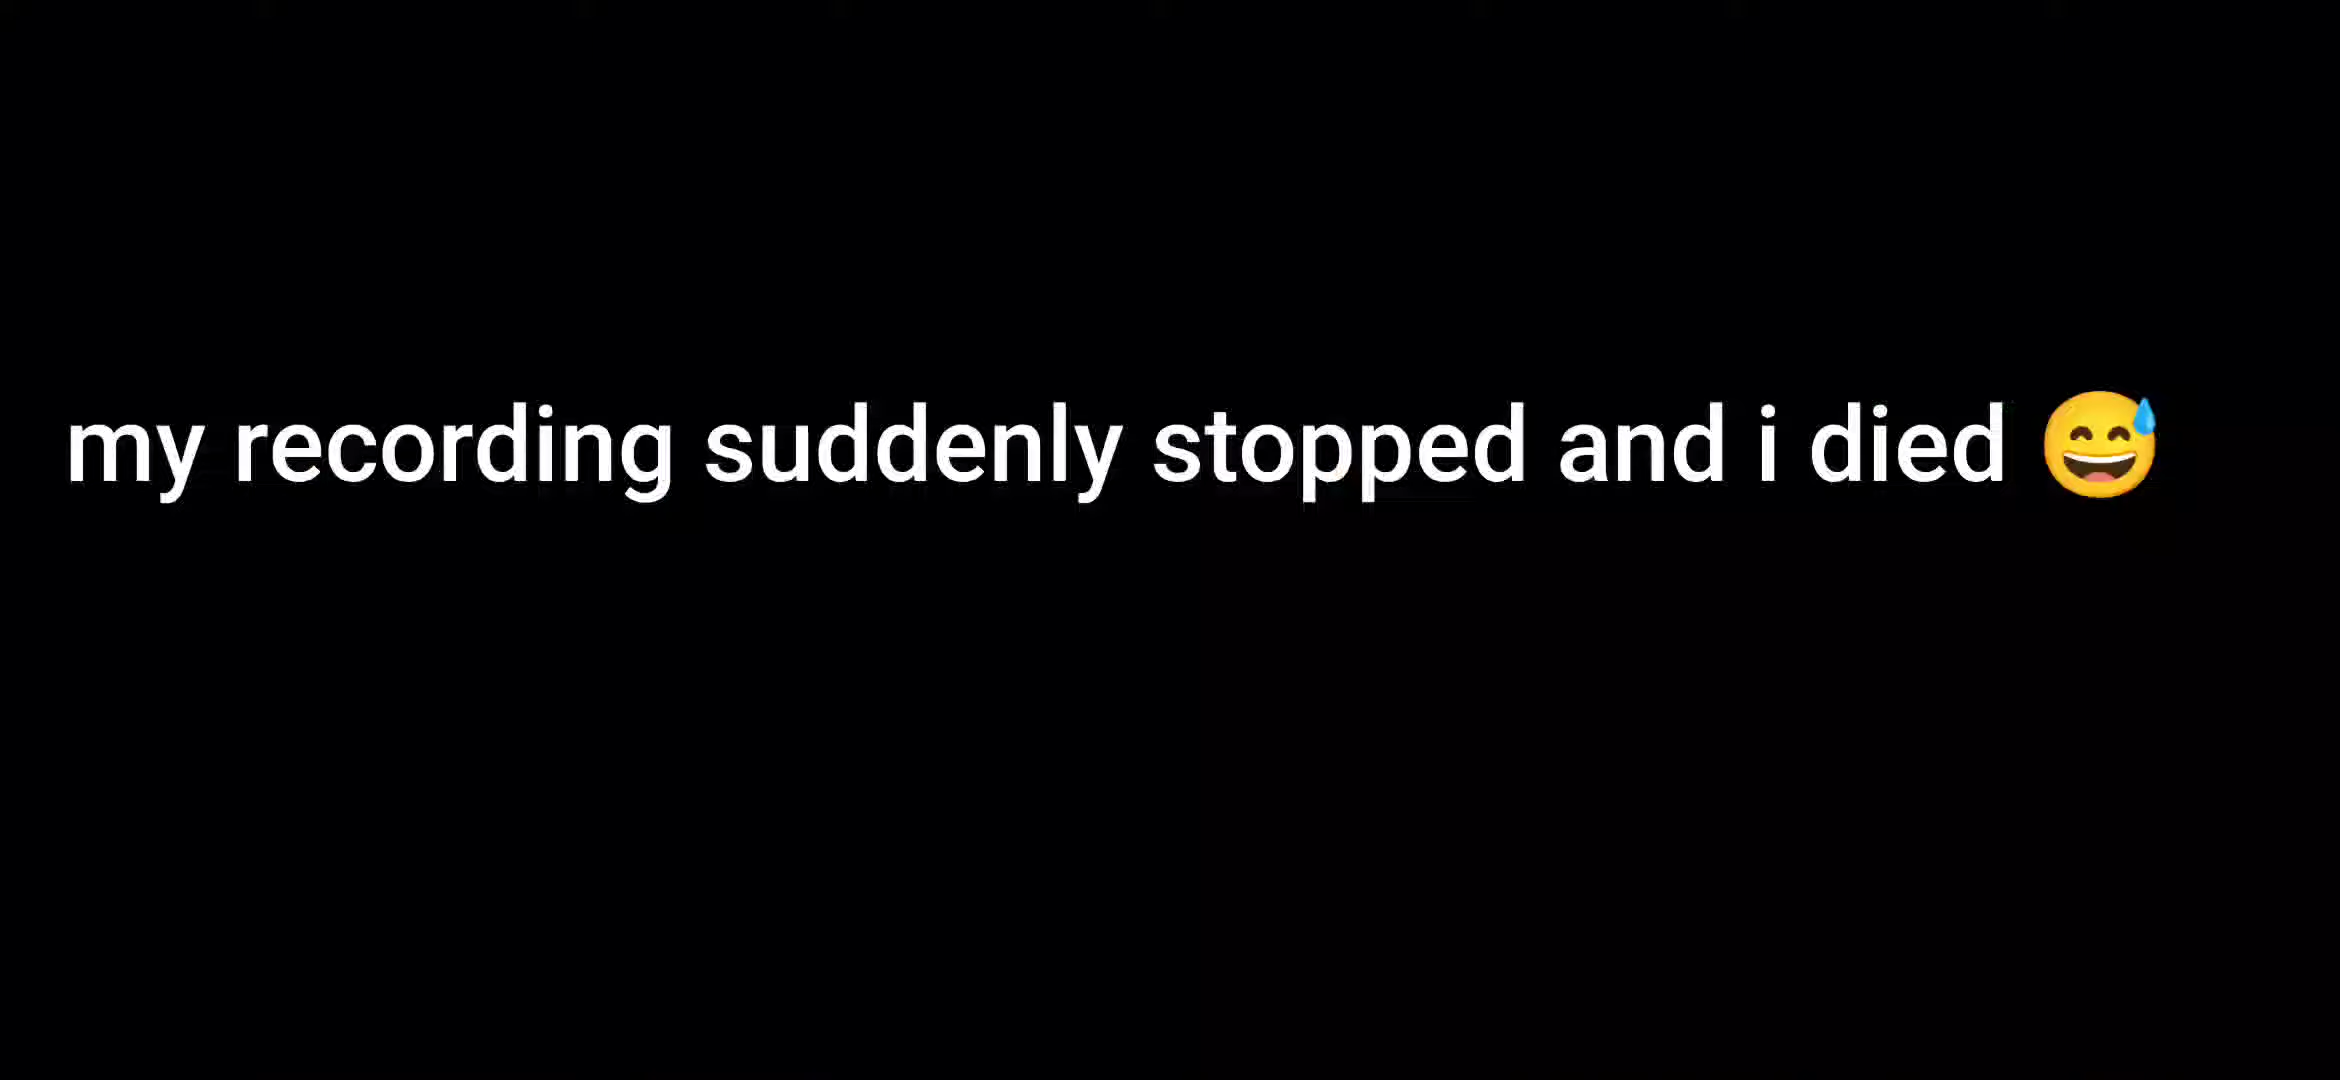 my recording suddenly stopped and i died 😅